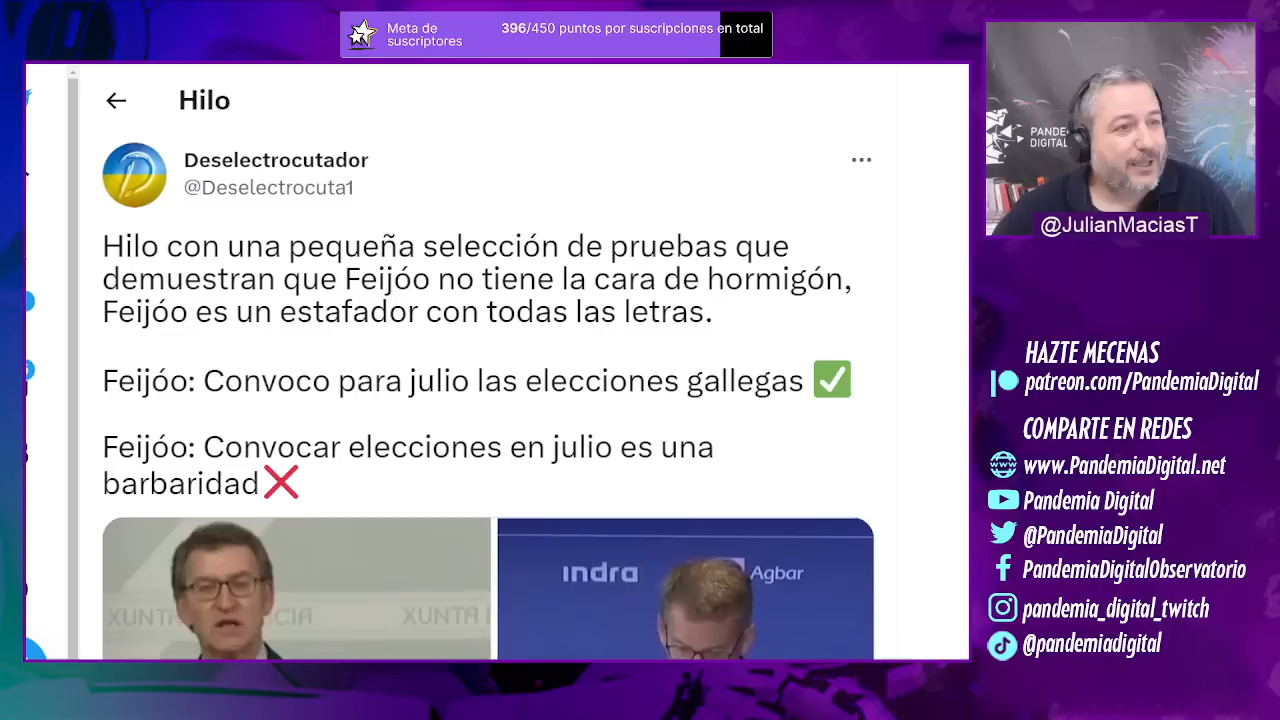 Meta de
suscriptores
396/450 puntos por suscripciones en total
Hilo
Deselectrocutador
@Deselectrocuta1
Hilo con una pequeña selección de pruebas que
demuestran que Feijóo no tiene la cara de hormigón,
Feijóo es un estafador con todas las letras.
Feijóo: Convoco para julio las elecciones gallegas ✅
Feijóo: Convocar elecciones en julio es una
barbaridad❌
XUNTA
XUNTA
indra
Agbar
DIGITAL
@JulianMaciasT
HAZTE MECENAS
patreon.com/PandemiaDigital
COMPARTE EN REDES
www.PandemiaDigital.net
Pandemia Digital
@PandemiaDigital
PandemiaDigitalObservatorio
pandemia_digital_twitch
@pandemiadigital